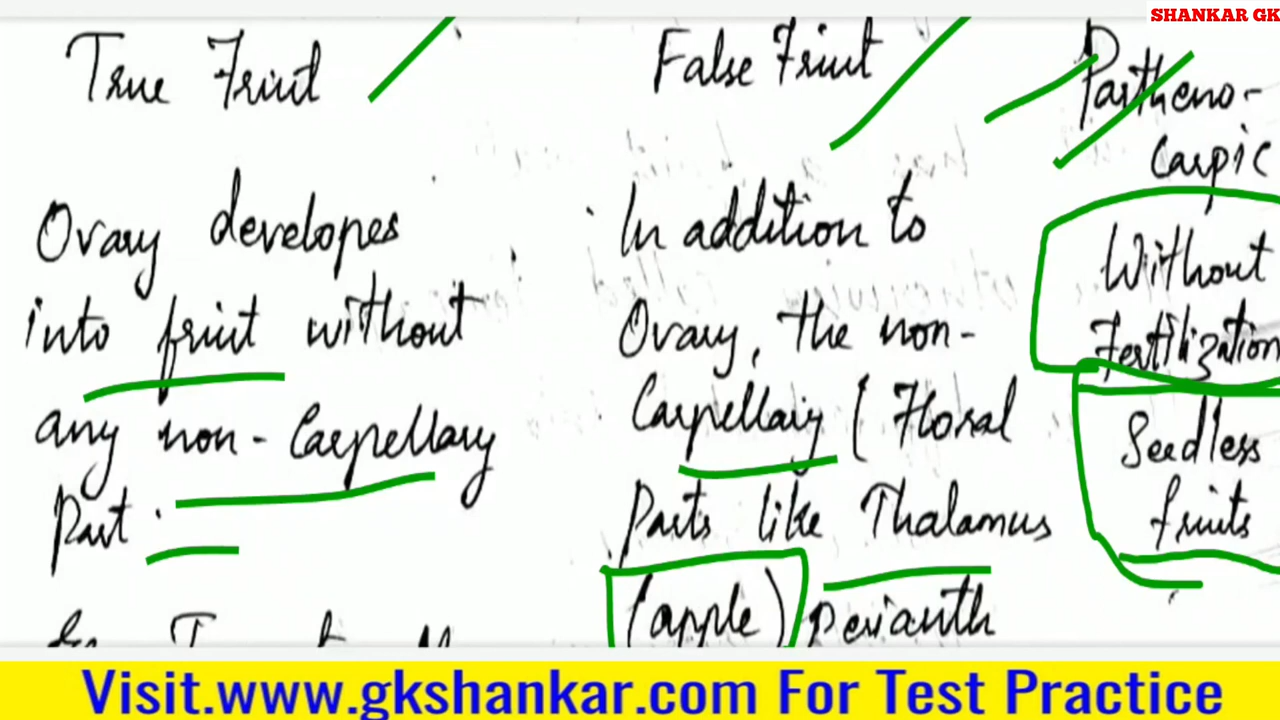 SHANKAR GK
True Fruit
Ovary developes
into fruit without
any non-Carpellary
Part.
False Fruit
In addition to
Ovary, the non-
Carpellary (Floral
Parts like Thalamus
(apple) perianth
Partheno-
Carpic
Without
Fertilization
Seedless
fruits
Visit.www.gkshankar.com For Test Practice